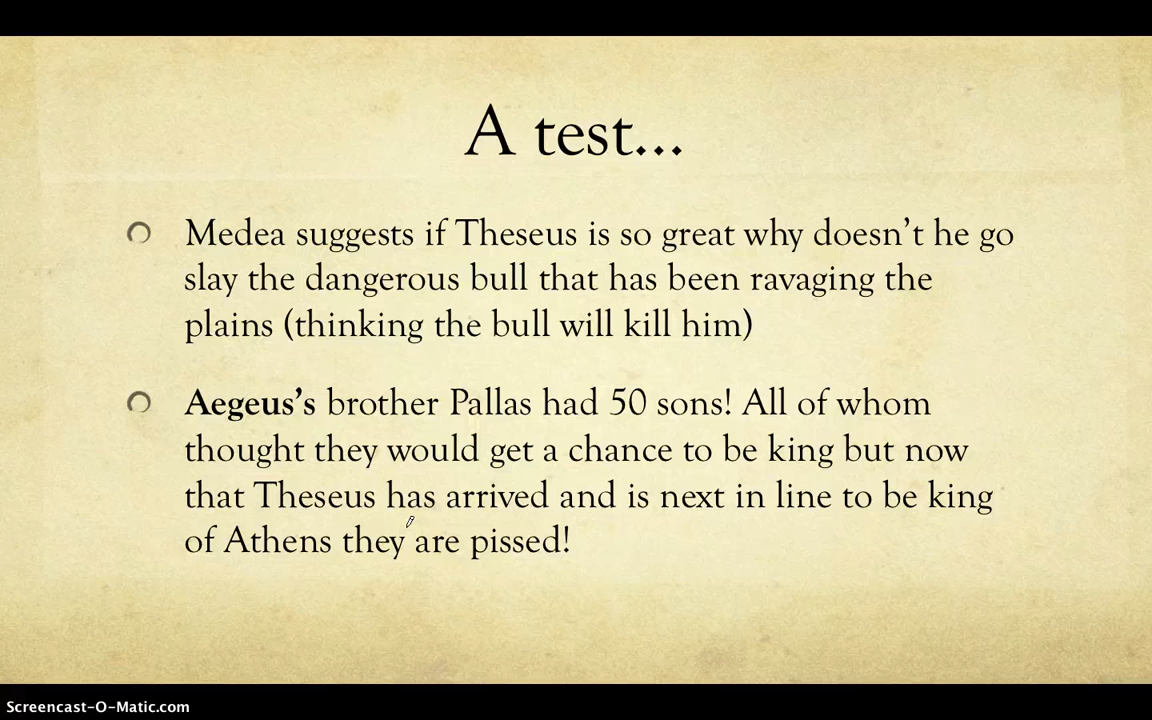 A test...
Medea suggests if Theseus is so great why doesn't he go
slay the dangerous bull that has been ravaging the
plains (thinking the bull will kill him)
Aegeus's brother Pallas had 50 sons! All of whom
thought they would get a chance to be king but now
that Theseus has arrived and is next in line to be king
of Athens they are pissed!
Screencast-O-Matic.com